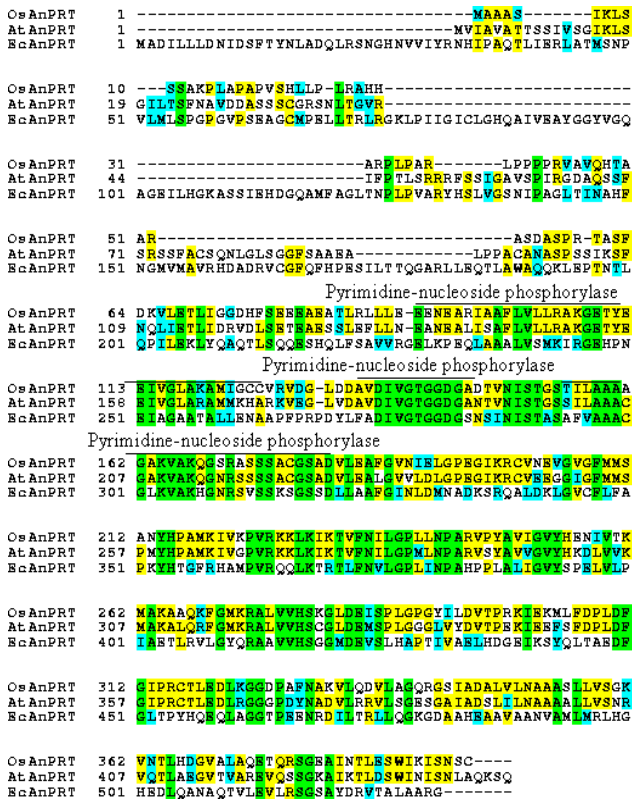 OsAnPRT 1 ----------------------------------MAAAS-------IKLS
AtAnPRT 1 --------------------------------MVIAVATTSSIVSGIKLS
EcAnPRT 1 MADILLLDNIDSFTYNLADQLRSNGHNVVIYRNHIPAQTLIERLATMSNP
OsAnPRT 10 ---SSAKPLAPAPVSHLLP-LRAHH-------------------------
AtAnPRT 19 GILTSFNAVDDASSSCGRSNLTGVR-------------------------
EcAnPRT 51 VLMLSPGPGVPSEAGCMPELLTRLRGKLPIIGICLGHQAIVEAYGGYVGQ
OsAnPRT 31 -----------------------ARPLPAR-------LPPPPRVAVQHTA
AtAnPRT 44 -----------------------IFPTLSRRRFSSIGAVSPIRGDAQSSF
EcAnPRT 101 AGEILHGKASSIEHDGQAMFAGLTNPLPVARYHSLVGSNIPAGLTINAHF
OsAnPRT 51 AR------------------------------------ASDASPR-TASF
AtAnPRT 71 SRSSFACSQNLGLSGGFSAAEA------------LPPACANASPSSIKSF
EcAnPRT 151 NGMVMAVRHDADRVCGFQFHPESILTTQGARLLEQTLAWAQQKLEPTNTL
Pyrimidine-nucleoside phosphorylase
OsAnPRT 64 DKVLETLIGGDHFSEEEAEATLRLLLE-EENEARIAAFLVLLRAKGETYE
AtAnPRT 109 NQLIETLIDRVDLSETEAESSLEFLLN-EANEALISAFLVLLRAKGETYE
EcAnPRT 201 QPILEKLYQAQTLSQQESHQLFSAVVRGELKPEQLAAALVSMKIRGEHPN
Pyrimidine-nucleoside phosphorylase
OsAnPRT 113 EIVGLAKAMIGCCVRVDG-LDDAVDIVGTGGDGADTVNISTGSTILAAAA
AtAnPRT 158 EIVGLARAMMKHARKVEG-LVDAVDIVGTGGDGANTVNISTGSSILAAAC
EcAnPRT 251 EIAGAATALLENAAPFPRPDYLFADIVGTGGDGSNSINISTASAFVAAAC
Pyrimidine-nucleoside phosphorylase
OsAnPRT 162 GAKVAKQGSRASSSACGSADVLEAFGVNIELGPEGIKRCVNEVGVGFMMS
AtAnPRT 207 GAKVAKQGNRSSSSACGSADVLEALGVVLDLGPEGIKRCVEEGGIGFMMS
EcAnPRT 301 GLKVAKHGNRSVSSKSGSSDLLAAFGINLDMNADKSRQALDKLGVCFLFA
OsAnPRT 212 ANYHPAMKIVKPVRKKLKIKTVFNILGPLLNPARVPYAVIGVYHENIVTK
AtAnPRT 257 PMYHPAMKIVGPVRKKLKIKTVFNILGPMLNPARVSYAVVGVYHKDLVVK
EcAnPRT 351 PKYHTGFRHAMPVRQQLKTRTLFNVLGPLINPAHPPLALIGVYSPELVLP
OsAnPRT 262 MAKAAQKFGMKRALVVHSKGLDEISPLGPGYILDVTPRKIEKMLFDPLDF
AtAnPRT 307 MAKALQRFGMKRALVVHSCGLDEMSPLGGGLVYDVTPEKIEEFSFDPLDF
EcAnPRT 401 IAETLRVLGYQRAAVVHSGGMDEVSLHAPTIVAELHDGEIKSYQLTAEDF
OsAnPRT 312 GIPRCTLEDLKGGDPAFNAKVLQDVLAGQRGSIADALVLNAAASLLVSGK
AtAnPRT 357 GIPRCTLEDLRGGGPDYNADVLRRVLSGESGAIADSLILNAAAALLVSNR
EcAnPRT 451 GLTPYHQEQLAGGTPEENRDILTRLLQGKGDAAHEAAVAANVAMLMRLHG
OsAnPRT 362 VNTLHDGVALAQETQRSGEAINTLESWIKISNSC----
AtAnPRT 407 VQTLAEGVTVAREVQSSGKAIKTLDSWINISNLAQKSQ
EcAnPRT 501 HEDLQANAQTVLEVLRSGSAYDRVTALAARG-------